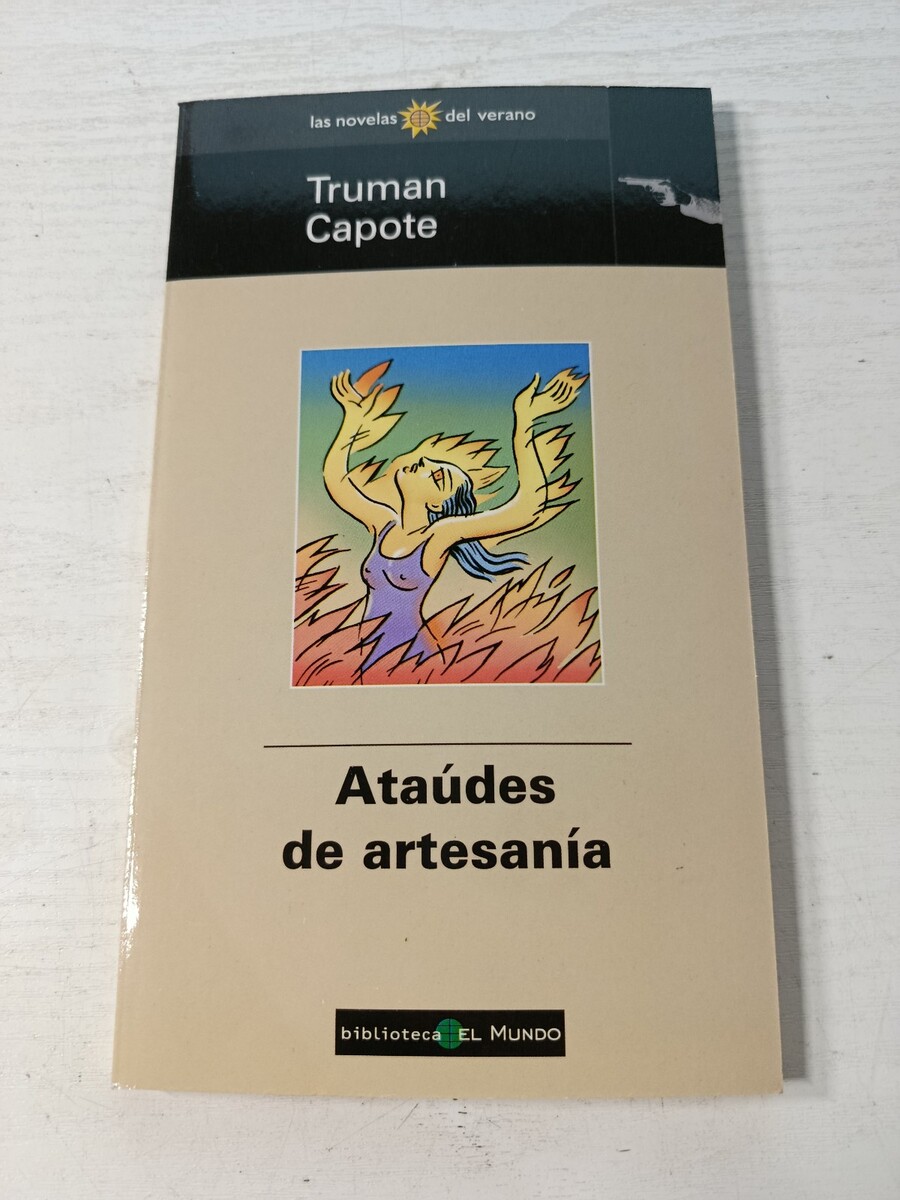 las novelas del verano
Truman
Capote
Ataúdes
de artesanía
biblioteca EL MUNDO